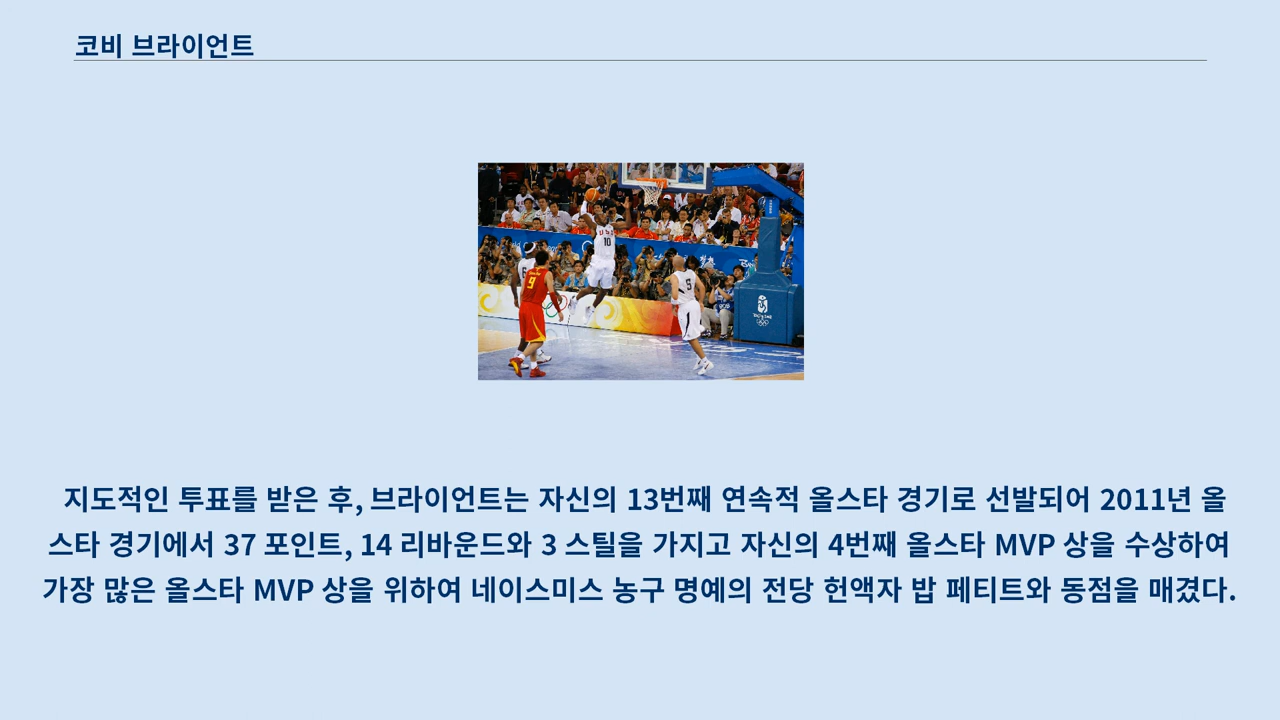 코비 브라이언트
USA
10
6
9
9
지도적인 투표를 받은 후, 브라이언트는 자신의 13번째 연속적 올스타 경기로 선발되어 2011년 올
스타 경기에서 37 포인트, 14 리바운드와 3 스틸을 가지고 자신의 4번째 올스타 MVP 상을 수상하여
가장 많은 올스타 MVP 상을 위하여 네이스미스 농구 명예의 전당 헌액자 밥 페티트와 동점을 매겼다.